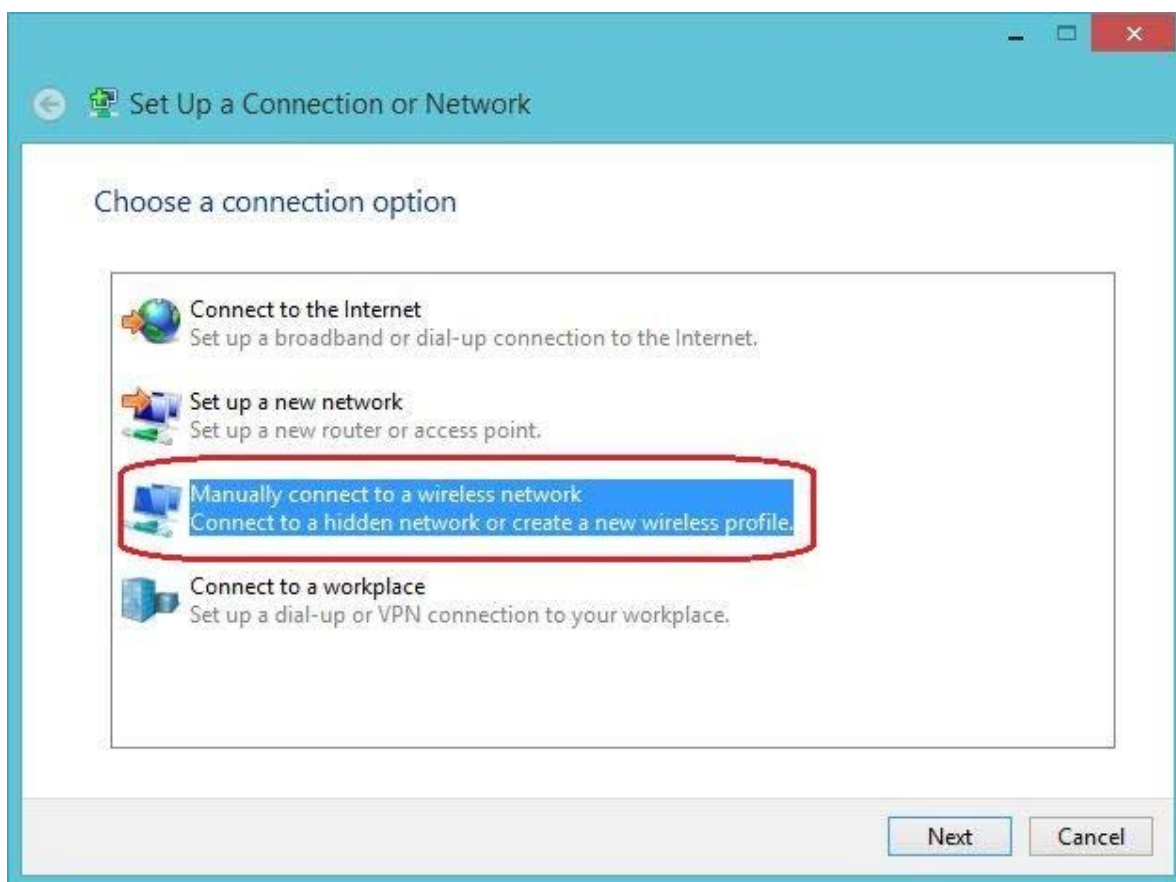 Set Up a Connection or Network
Choose a connection option
Connect to the Internet
Set up a broadband or dial-up connection to the Internet.
Set up a new network
Set up a new router or access point.
Manually connect to a wireless network
Connect to a hidden network or create a new wireless profile.
Connect to a workplace
Set up a dial-up or VPN connection to your workplace.
Next Cancel